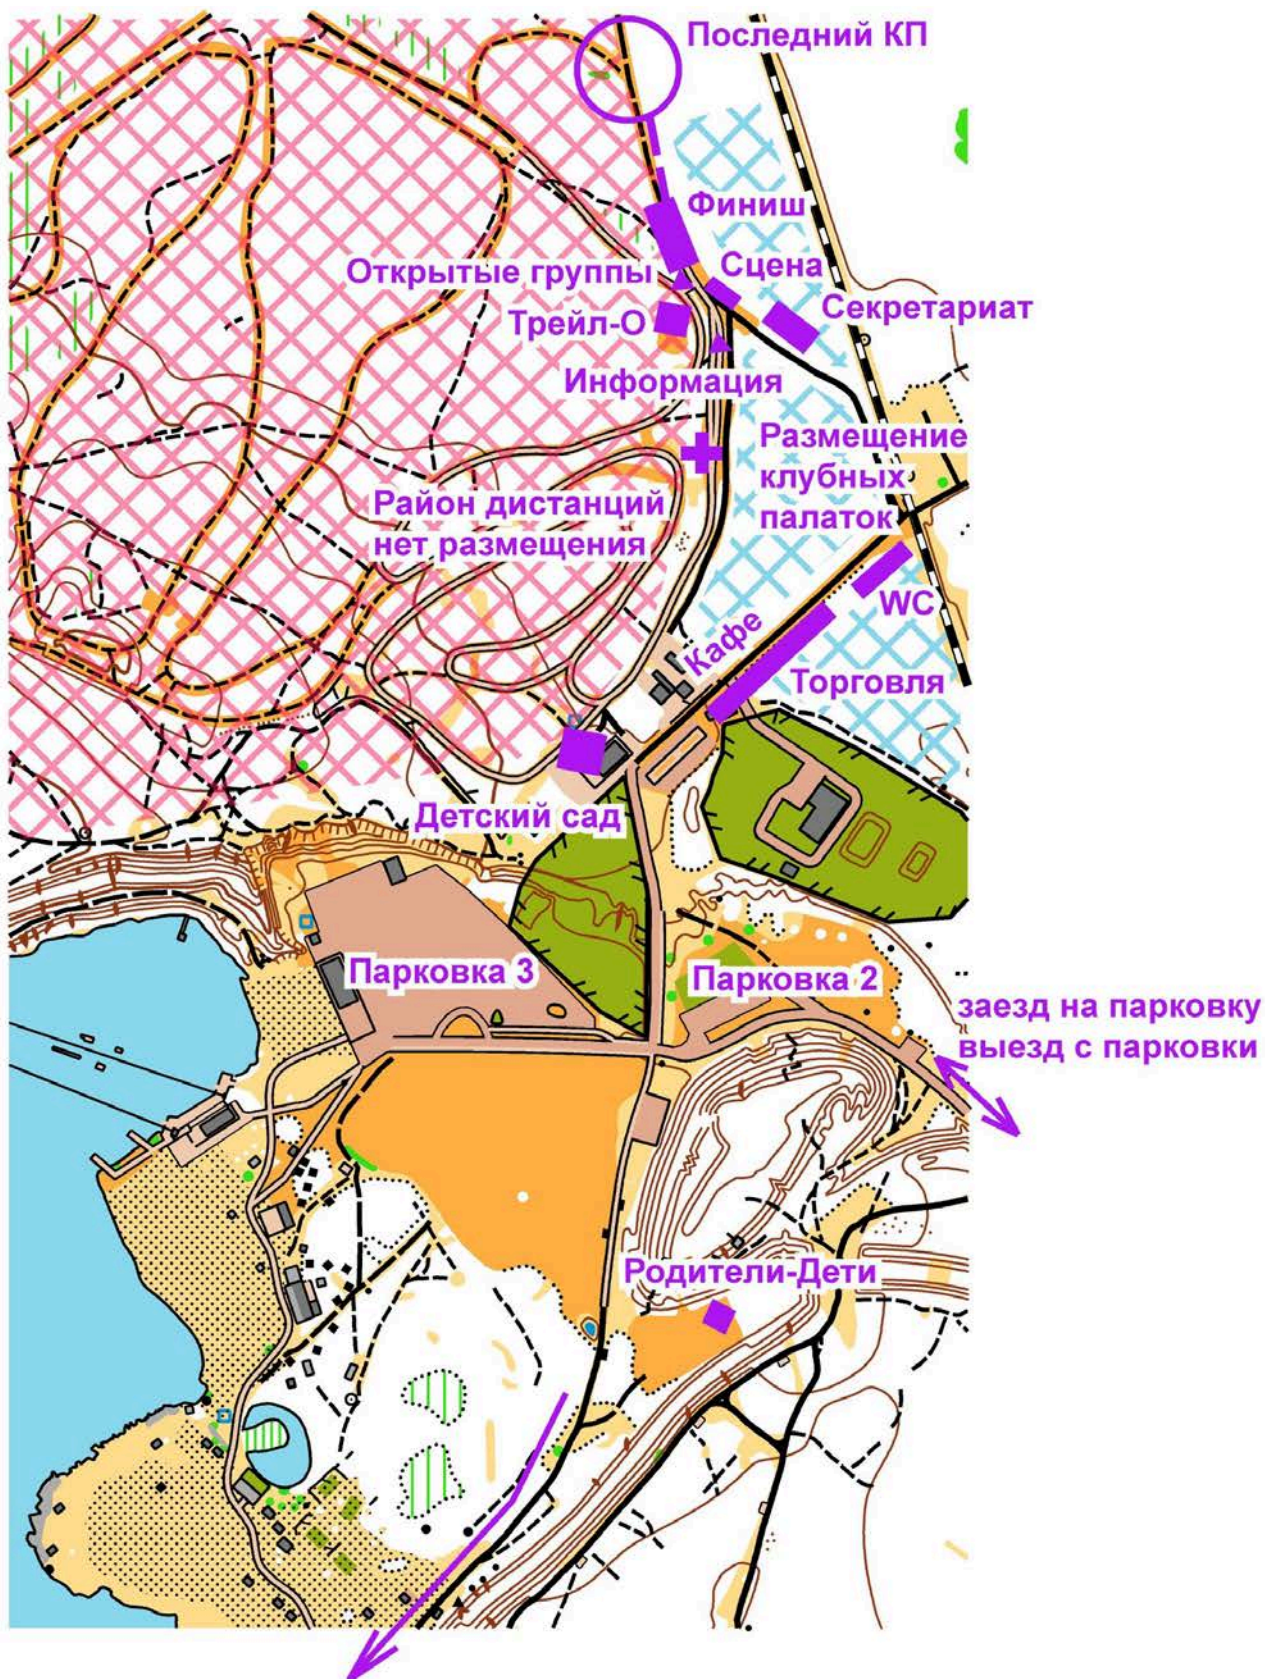 Последний КП
Финиш
Открытые группы
Сцена
Трейл-О
Секретариат
Информация
Размещение
клубных
палаток
Район дистанций
нет размещения
WC
Кафе
Торговля
Детский сад
Парковка 3
Парковка 2
заезд на парковку
выезд с парковки
Родители-Дети